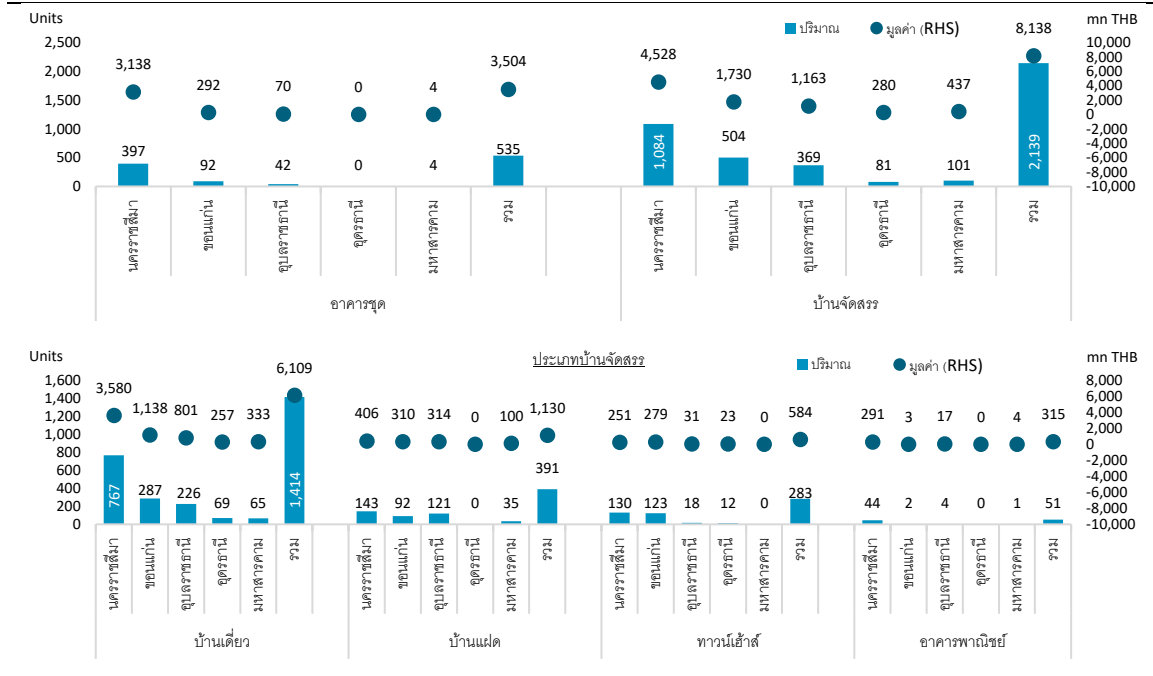 Units
mn THB
ปริมาณ
มูลค่า (RHS)
2,500
2,000
1,500
1,000
500
0
10,000
8,000
6,000
4,000
2,000
0
-2,000
-4,000
-6,000
-8,000
-10,000
3,138 292 70 0 4 3,504
397 92 42 0 4 535
4,528 1,730 1,163 280 437 8,138
1,084 504 369 81 101 2,139
นครราชสีมา ขอนแก่น อุบลราชธานี อุดรธานี มหาสารคาม รวม
นครราชสีมา ขอนแก่น อุบลราชธานี อุดรธานี มหาสารคาม รวม
อาคารชุด
บ้านจัดสรร
Units
ประเภทบ้านจัดสรร
mn THB
ปริมาณ
มูลค่า (RHS)
1,600
1,400
1,200
1,000
800
600
400
200
0
8,000
6,000
4,000
2,000
0
-2,000
-4,000
-6,000
-8,000
-10,000
3,580 1,138 801 257 333 6,109
767 287 226 69 65 1,414
406 310 314 0 100 1,130
143 92 121 0 35 391
251 279 31 23 0 584
130 123 18 12 0 283
291 3 17 0 4 315
44 2 4 0 1 51
นครราชสีมา ขอนแก่น อุบลราชธานี อุดรธานี มหาสารคาม รวม
นครราชสีมา ขอนแก่น อุบลราชธานี อุดรธานี มหาสารคาม รวม
นครราชสีมา ขอนแก่น อุบลราชธานี อุดรธานี มหาสารคาม รวม
นครราชสีมา ขอนแก่น อุบลราชธานี อุดรธานี มหาสารคาม รวม
บ้านเดี่ยว
บ้านแฝด
ทาวน์เฮ้าส์
อาคารพาณิชย์